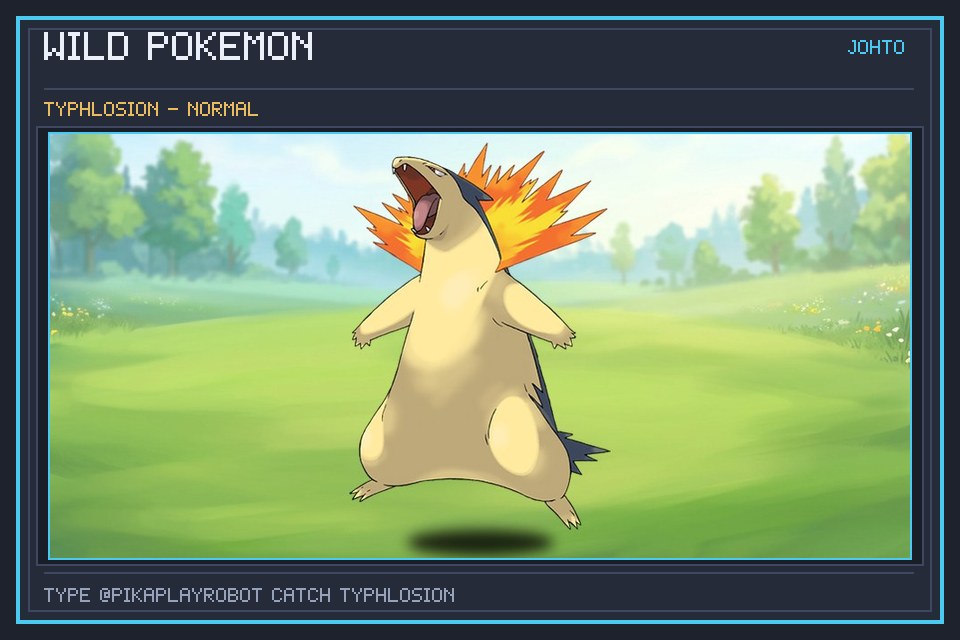 WILD POKEMON
JOHTO
TYPHLOSION - NORMAL
TYPE @PIKAPLAYROBOT CATCH TYPHLOSION